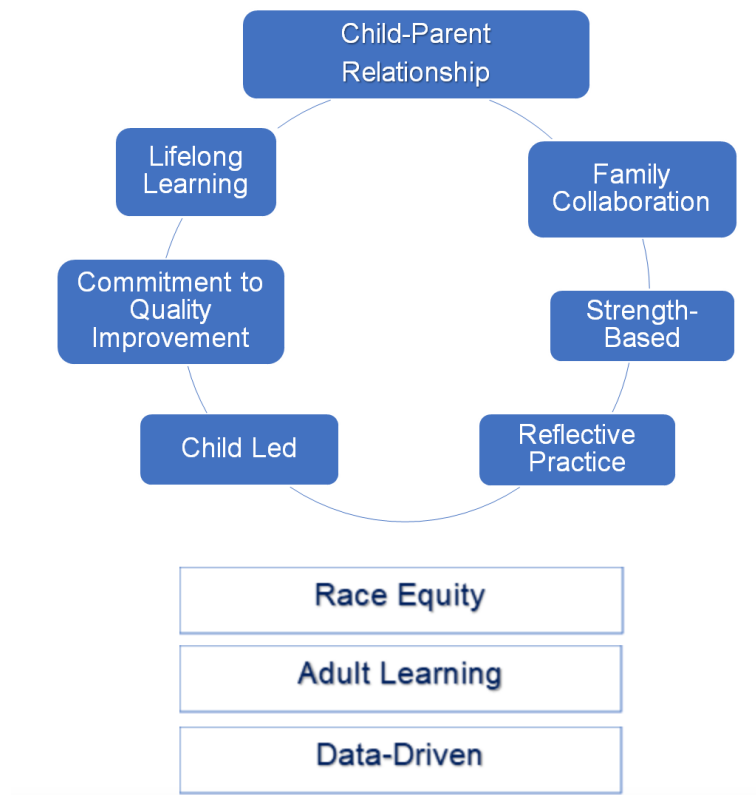 Child-Parent
Relationship
Family
Collaboration
Strength-
Based
Reflective
Practice
Child Led
Commitment to
Quality
Improvement
Lifelong
Learning
Race Equity
Adult Learning
Data-Driven